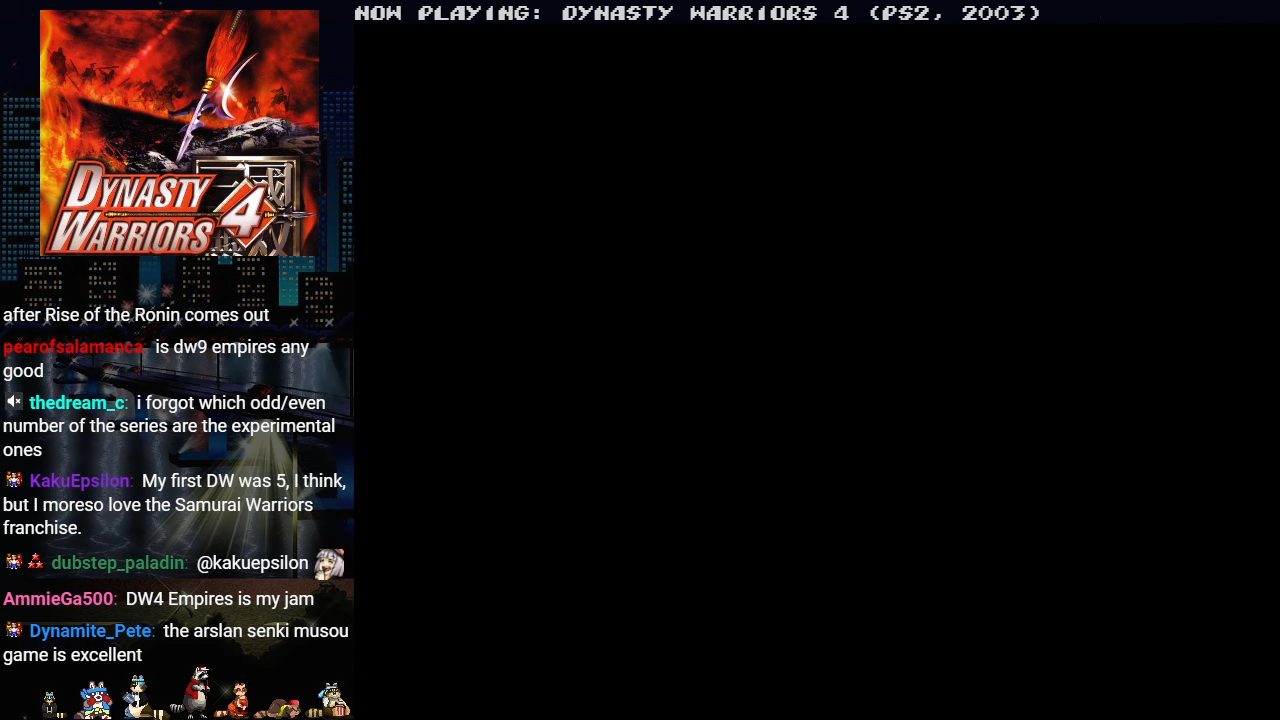 NOW PLAYING: DYNASTY WARRIORS 4 (PS2, 2003)
DYNASTY
WARRIORS
4
after Rise of the Ronin comes out
pearofsalamanca: is dw9 empires any
good
thedream_c: i forgot which odd/even
number of the series are the experimental
ones
KakuEpsilon: My first DW was 5, I think,
but I moreso love the Samurai Warriors
franchise.
dubstep_paladin: @kakuepsilon
AmmieGa500: DW4 Empires is my jam
Dynamite_Pete: the arslan senki musou
game is excellent